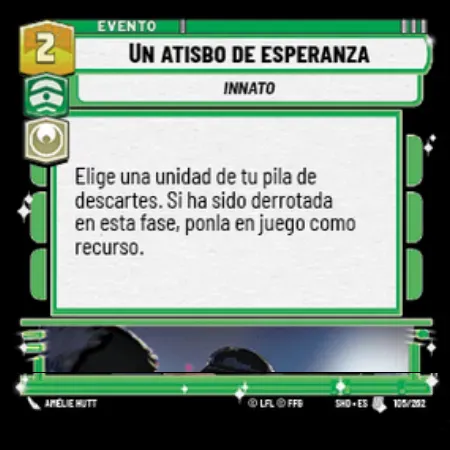 EVENTO
2
UN ATISBO DE ESPERANZA
INNATO
Elige una unidad de tu pila de
descartes. Si ha sido derrotada
en esta fase, ponla en juego como
recurso.
AMÉLIE HUTT
© LFL © FFG
SHD • ES
105/262